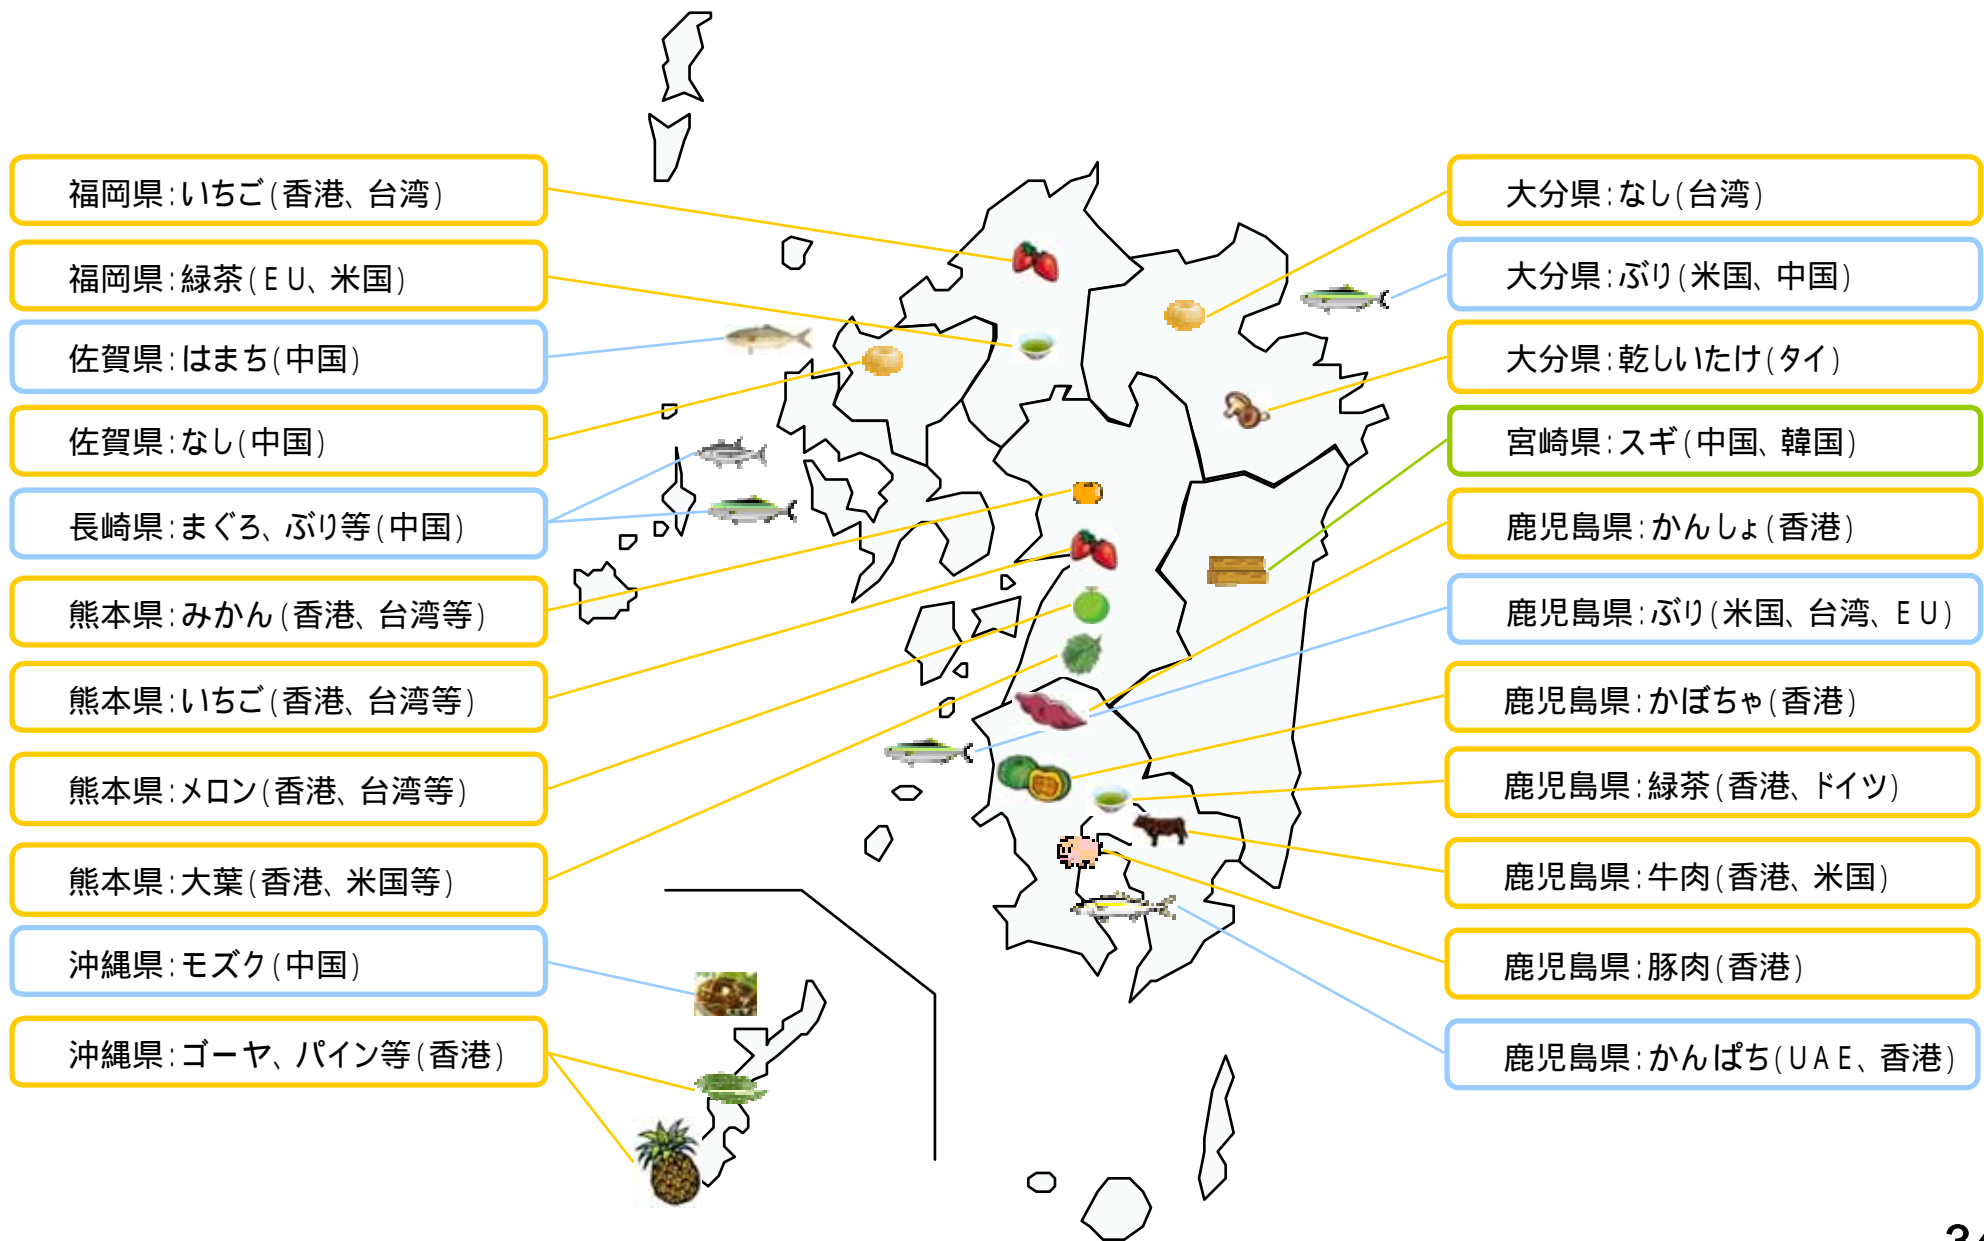 福岡県:いちご(香港、台湾)
福岡県:緑茶(EU、米国)
佐賀県:はまち(中国)
佐賀県:なし(中国)
長崎県:まぐろ、ぶり等(中国)
熊本県:みかん(香港、台湾等)
熊本県:いちご(香港、台湾等)
熊本県:メロン(香港、台湾等)
熊本県:大葉(香港、米国等)
沖縄県:モズク(中国)
沖縄県:ゴーヤ、パイン等(香港)
大分県:なし(台湾)
大分県:ぶり(米国、中国)
大分県:乾しいたけ(タイ)
宮崎県:スギ(中国、韓国)
鹿児島県:かんしょ(香港)
鹿児島県:ぶり(米国、台湾、EU)
鹿児島県:かぼちゃ(香港)
鹿児島県:緑茶(香港、ドイツ)
鹿児島県:牛肉(香港、米国)
鹿児島県:豚肉(香港)
鹿児島県:かんぱち(UAE、香港)